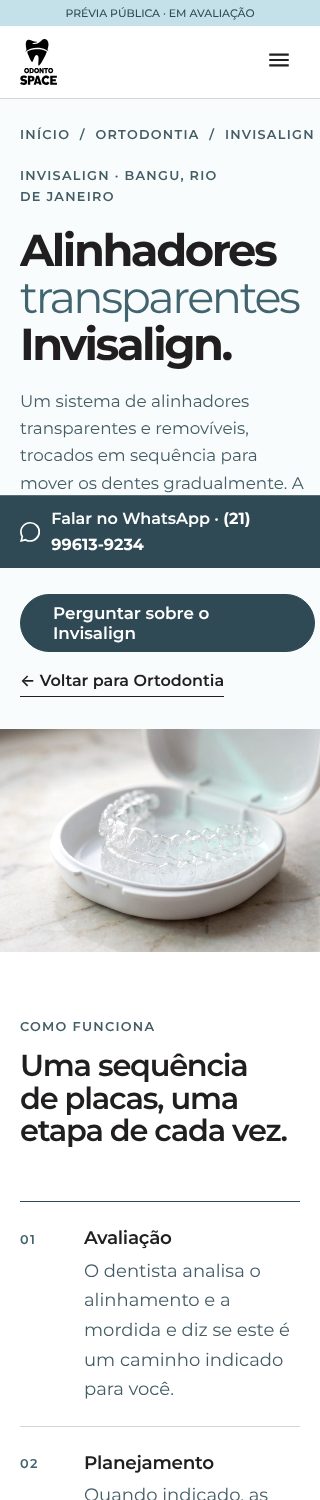 PRÉVIA PÚBLICA · EM AVALIAÇÃO
ODONTO
SPACE
INÍCIO / ORTODONTIA / INVISALIGN
INVISALIGN · BANGU, RIO
DE JANEIRO
Alinhadores
transparentes
Invisalign.
Um sistema de alinhadores
transparentes e removíveis,
trocados em sequência para
mover os dentes gradualmente. A
Falar no WhatsApp · (21)
99613-9234
Perguntar sobre o
Invisalign
← Voltar para Ortodontia
COMO FUNCIONA
Uma sequência
de placas, uma
etapa de cada vez.
01
Avaliação
O dentista analisa o
alinhamento e a
mordida e diz se este é
um caminho indicado
para você.
02
Planejamento
Quando indicado, as